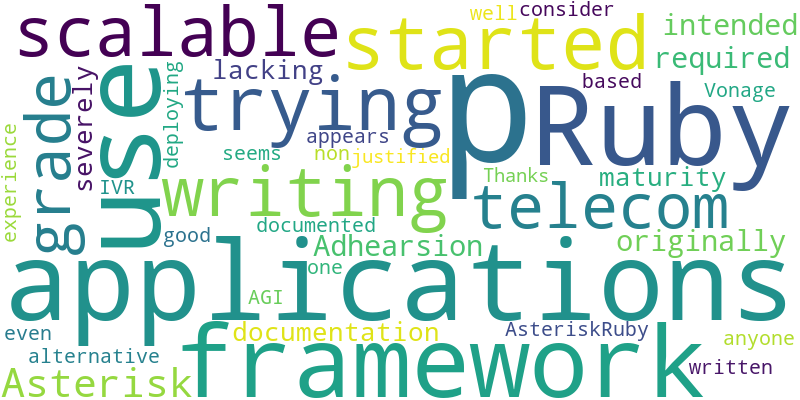 scalable
started
well
consider
intended
required
use
grade
severely
deploying
lacking
trying
appears
p
Ruby
based
Vonage
experience
IVR
seems
non
justified
Thanks
maturity
writing
telecom
good
documented
Adhearsion
originally
one
applications
AGI
even
alternative
documentation
framework
AsteriskRuby
anyone
written
Asterisk